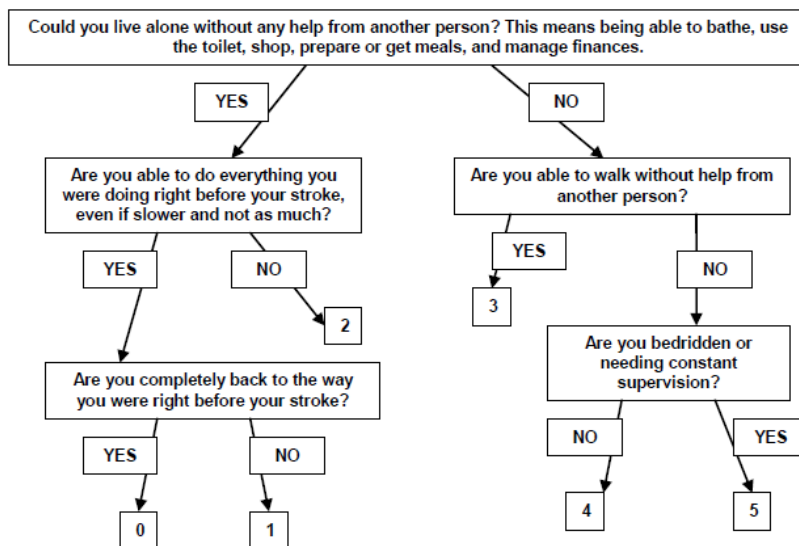 Could you live alone without any help from another person? This means being able to bathe, use
the toilet, shop, prepare or get meals, and manage finances.
YES
NO
Are you able to do everything you
were doing right before your stroke,
even if slower and not as much?
Are you able to walk without help from
another person?
YES
NO
YES
NO
2
3
Are you completely back to the way
you were right before your stroke?
Are you bedridden or
needing constant
supervision?
YES
NO
NO
YES
0
1
4
5